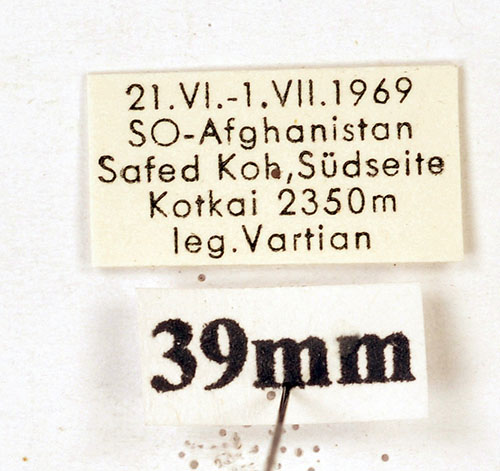 21.VI.-1.VII.1969
SO-Afghanistan
Safed Koh,Südseite
Kotkai 2350m
leg.Vartian
39mm